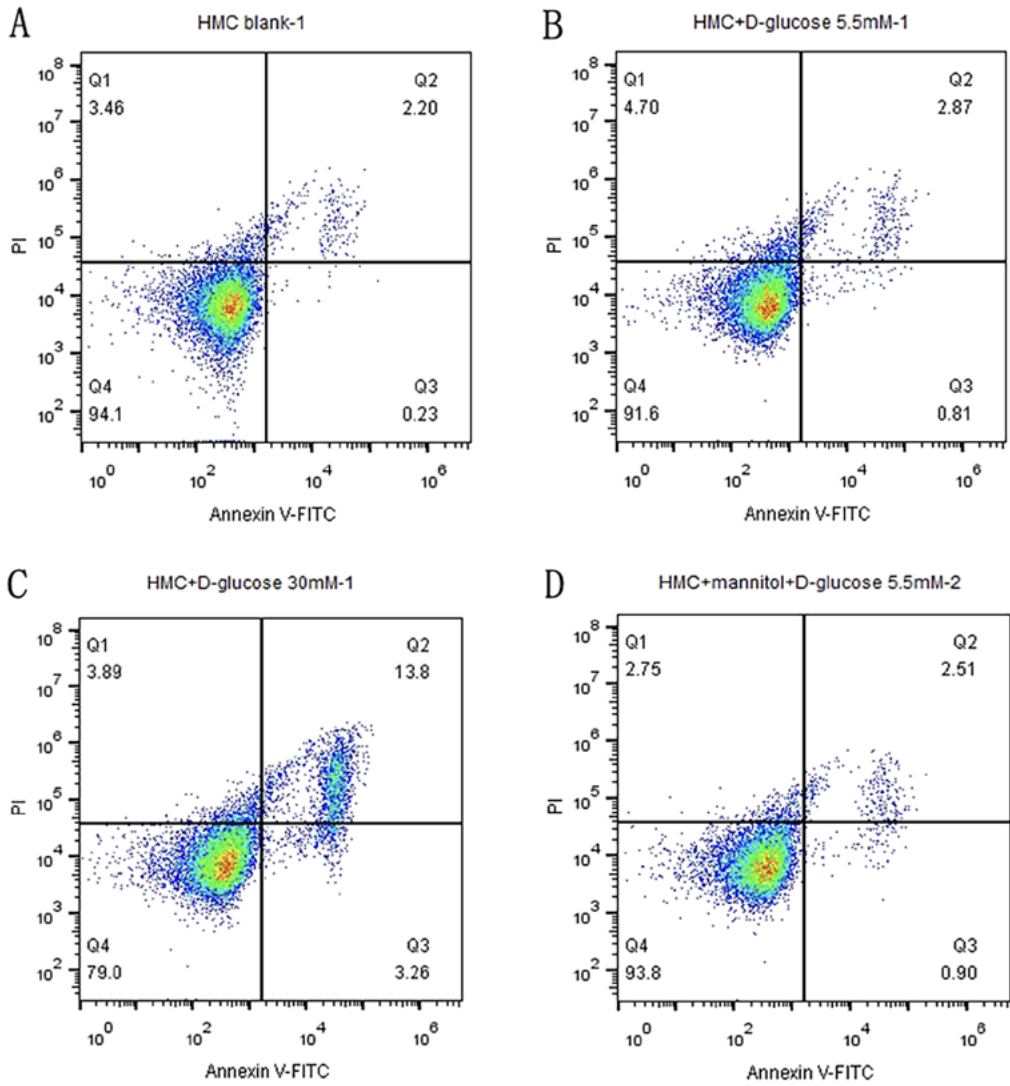 A
HMC blank-1
10^8
10^7
10^6
10^5
10^4
10^3
10^2
PI
Q1
3.46
Q2
2.20
Q4
94.1
Q3
0.23
10^0
10^2
10^4
10^6
Annexin V-FITC
B
HMC+D-glucose 5.5mM-1
10^8
10^7
10^6
10^5
10^4
10^3
10^2
PI
Q1
4.70
Q2
2.87
Q4
91.6
Q3
0.81
10^0
10^2
10^4
10^6
Annexin V-FITC
C
HMC+D-glucose 30mM-1
10^8
10^7
10^6
10^5
10^4
10^3
10^2
PI
Q1
3.89
Q2
13.8
Q4
79.0
Q3
3.26
10^0
10^2
10^4
10^6
Annexin V-FITC
D
HMC+mannitol+D-glucose 5.5mM-2
10^8
10^7
10^6
10^5
10^4
10^3
10^2
PI
Q1
2.75
Q2
2.51
Q4
93.8
Q3
0.90
10^0
10^2
10^4
10^6
Annexin V-FITC